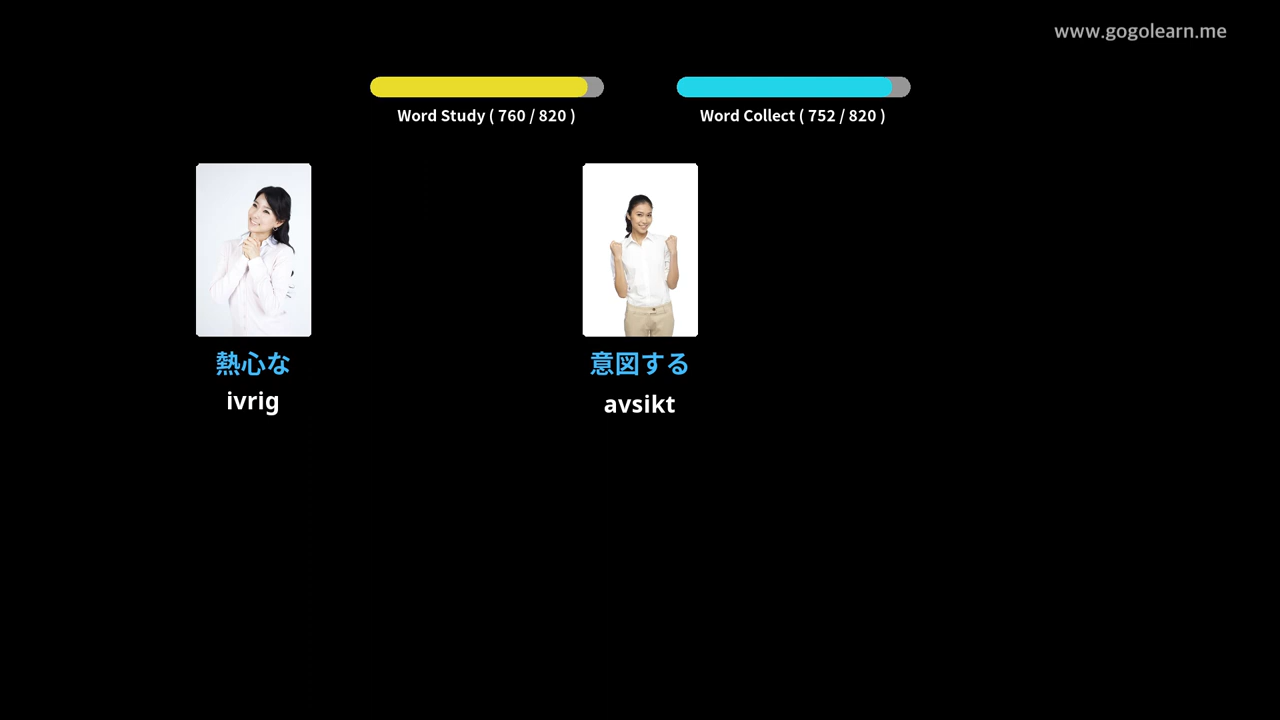 www.gogolearn.me
Word Study ( 760 / 820 )
Word Collect ( 752 / 820 )
熱心な
ivrig
意図する
avsikt